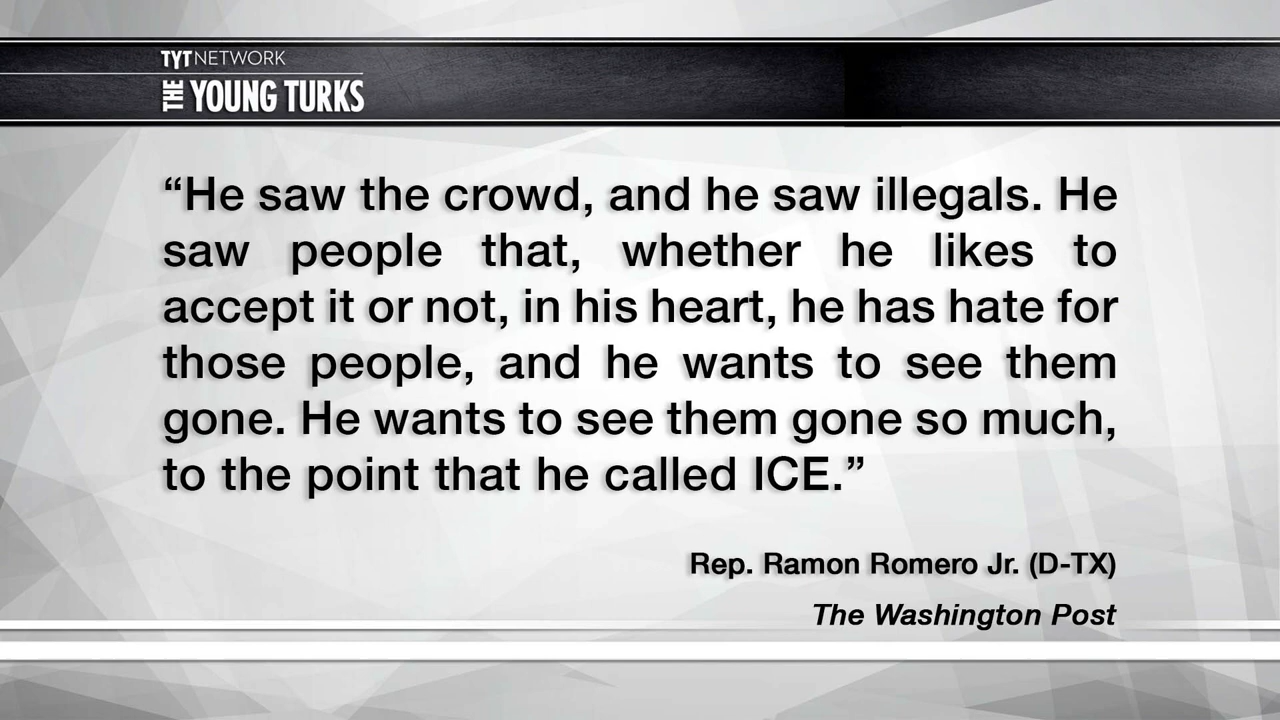 TYT NETWORK
THE YOUNG TURKS
“He saw the crowd, and he saw illegals. He
saw people that, whether he likes to
accept it or not, in his heart, he has hate for
those people, and he wants to see them
gone. He wants to see them gone so much,
to the point that he called ICE.”
Rep. Ramon Romero Jr. (D-TX)
The Washington Post